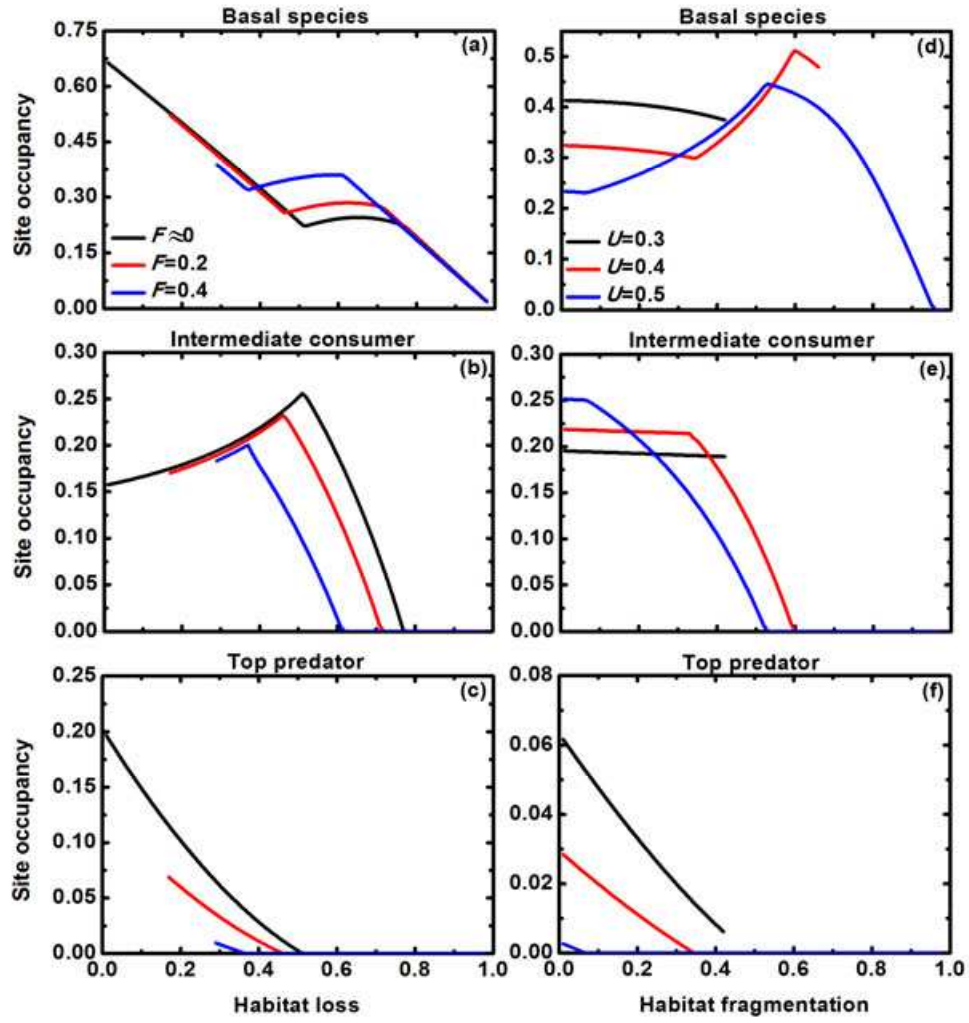 Basal species
(a)
0.75
0.60
0.45
0.30
0.15
0.00
Site occupancy
F≈0
F=0.2
F=0.4
Basal species
(d)
0.5
0.4
0.3
0.2
0.1
0.0
Site occupancy
U=0.3
U=0.4
U=0.5
Intermediate consumer
(b)
0.30
0.25
0.20
0.15
0.10
0.05
0.00
Site occupancy
Intermediate consumer
(e)
0.30
0.25
0.20
0.15
0.10
0.05
0.00
Site occupancy
Top predator
(c)
0.25
0.20
0.15
0.10
0.05
0.00
Site occupancy
0.0 0.2 0.4 0.6 0.8 1.0
Habitat loss
Top predator
(f)
0.08
0.06
0.04
0.02
0.00
Site occupancy
0.0 0.2 0.4 0.6 0.8 1.0
Habitat fragmentation